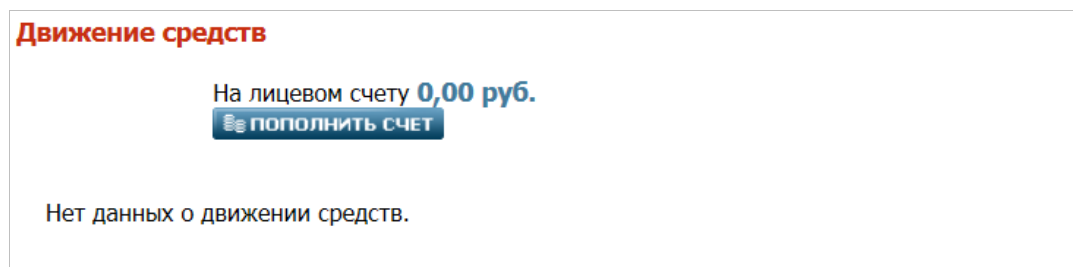 Движение средств
На лицевом счету 0,00 руб.
ПОПОЛНИТЬ СЧЕТ
Нет данных о движении средств.